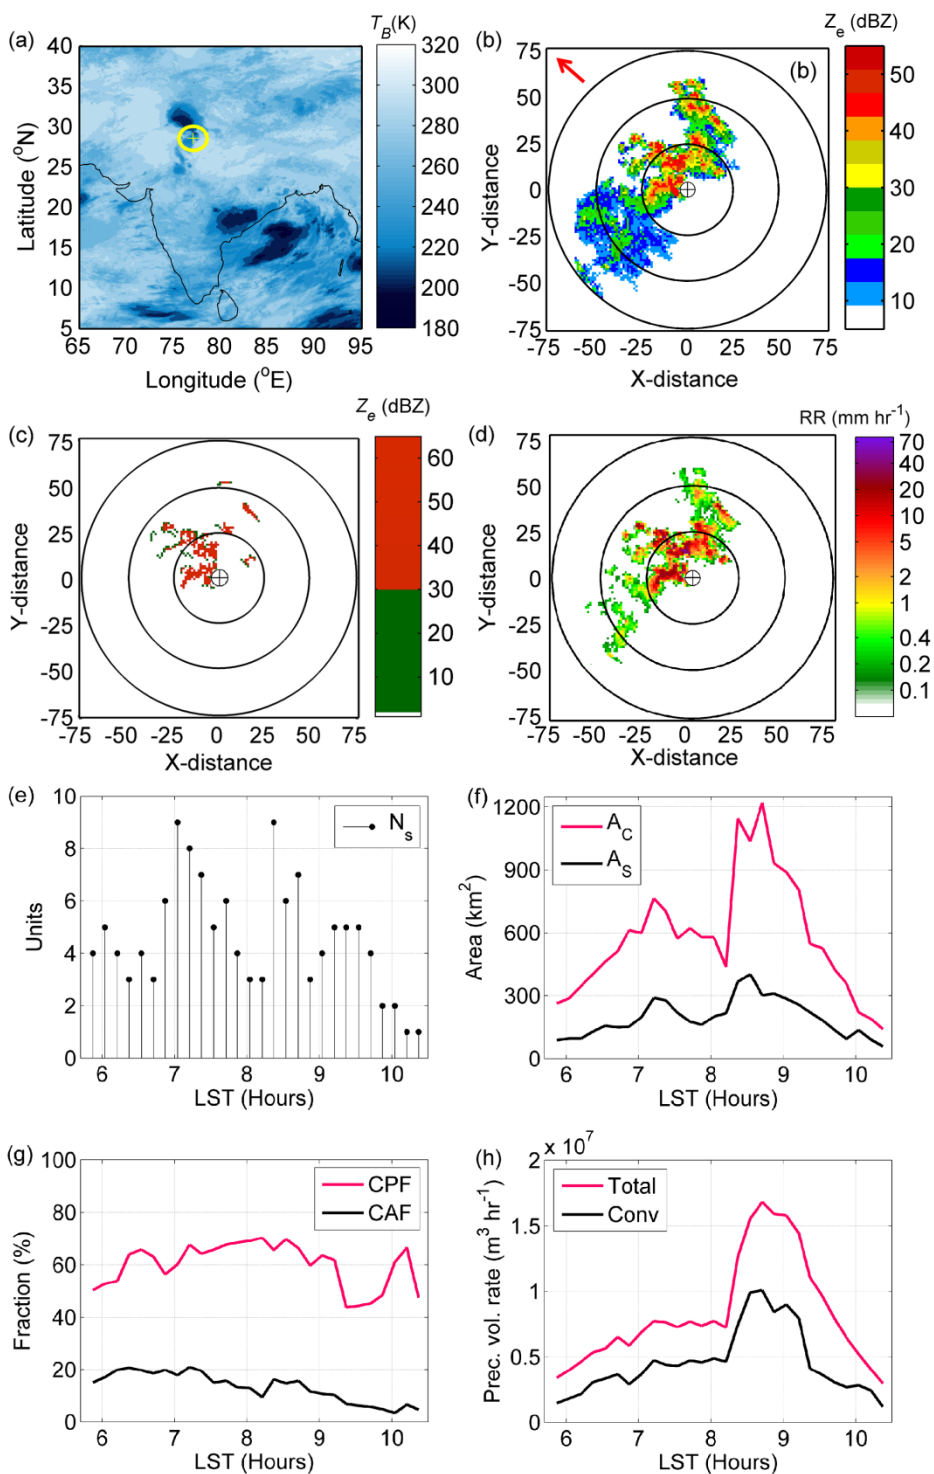 (a)
T_B(K)
40
35
30
25
20
15
10
5
65 70 75 80 85 90 95
Latitude (°N)
Longitude (°E)
320
300
280
260
240
220
200
180
(b)
Z_e (dBZ)
(b)
75
50
25
0
-25
-50
-75
-75 -50 -25 0 25 50 75
Y-distance
X-distance
50
40
30
20
10
(c)
Z_e (dBZ)
75
50
25
0
-25
-50
-75
-75 -50 -25 0 25 50 75
Y-distance
X-distance
60
50
40
30
20
10
(d)
RR (mm hr⁻¹)
75
50
25
0
-25
-50
-75
-75 -50 -25 0 25 50 75
Y-distance
X-distance
70
40
20
10
5
2
1
0.4
0.2
0.1
(e)
10
8
6
4
2
0
6 7 8 9 10
Units
LST (Hours)
N_s
(f)
1200
900
600
300
0
6 7 8 9 10
Area (km²)
LST (Hours)
A_C
A_S
(g)
100
80
60
40
20
0
6 7 8 9 10
Fraction (%)
LST (Hours)
CPF
CAF
(h)
x 10⁷
2
1.5
1
0.5
0
6 7 8 9 10
Prec. vol. rate (m³ hr⁻¹)
LST (Hours)
Total
Conv